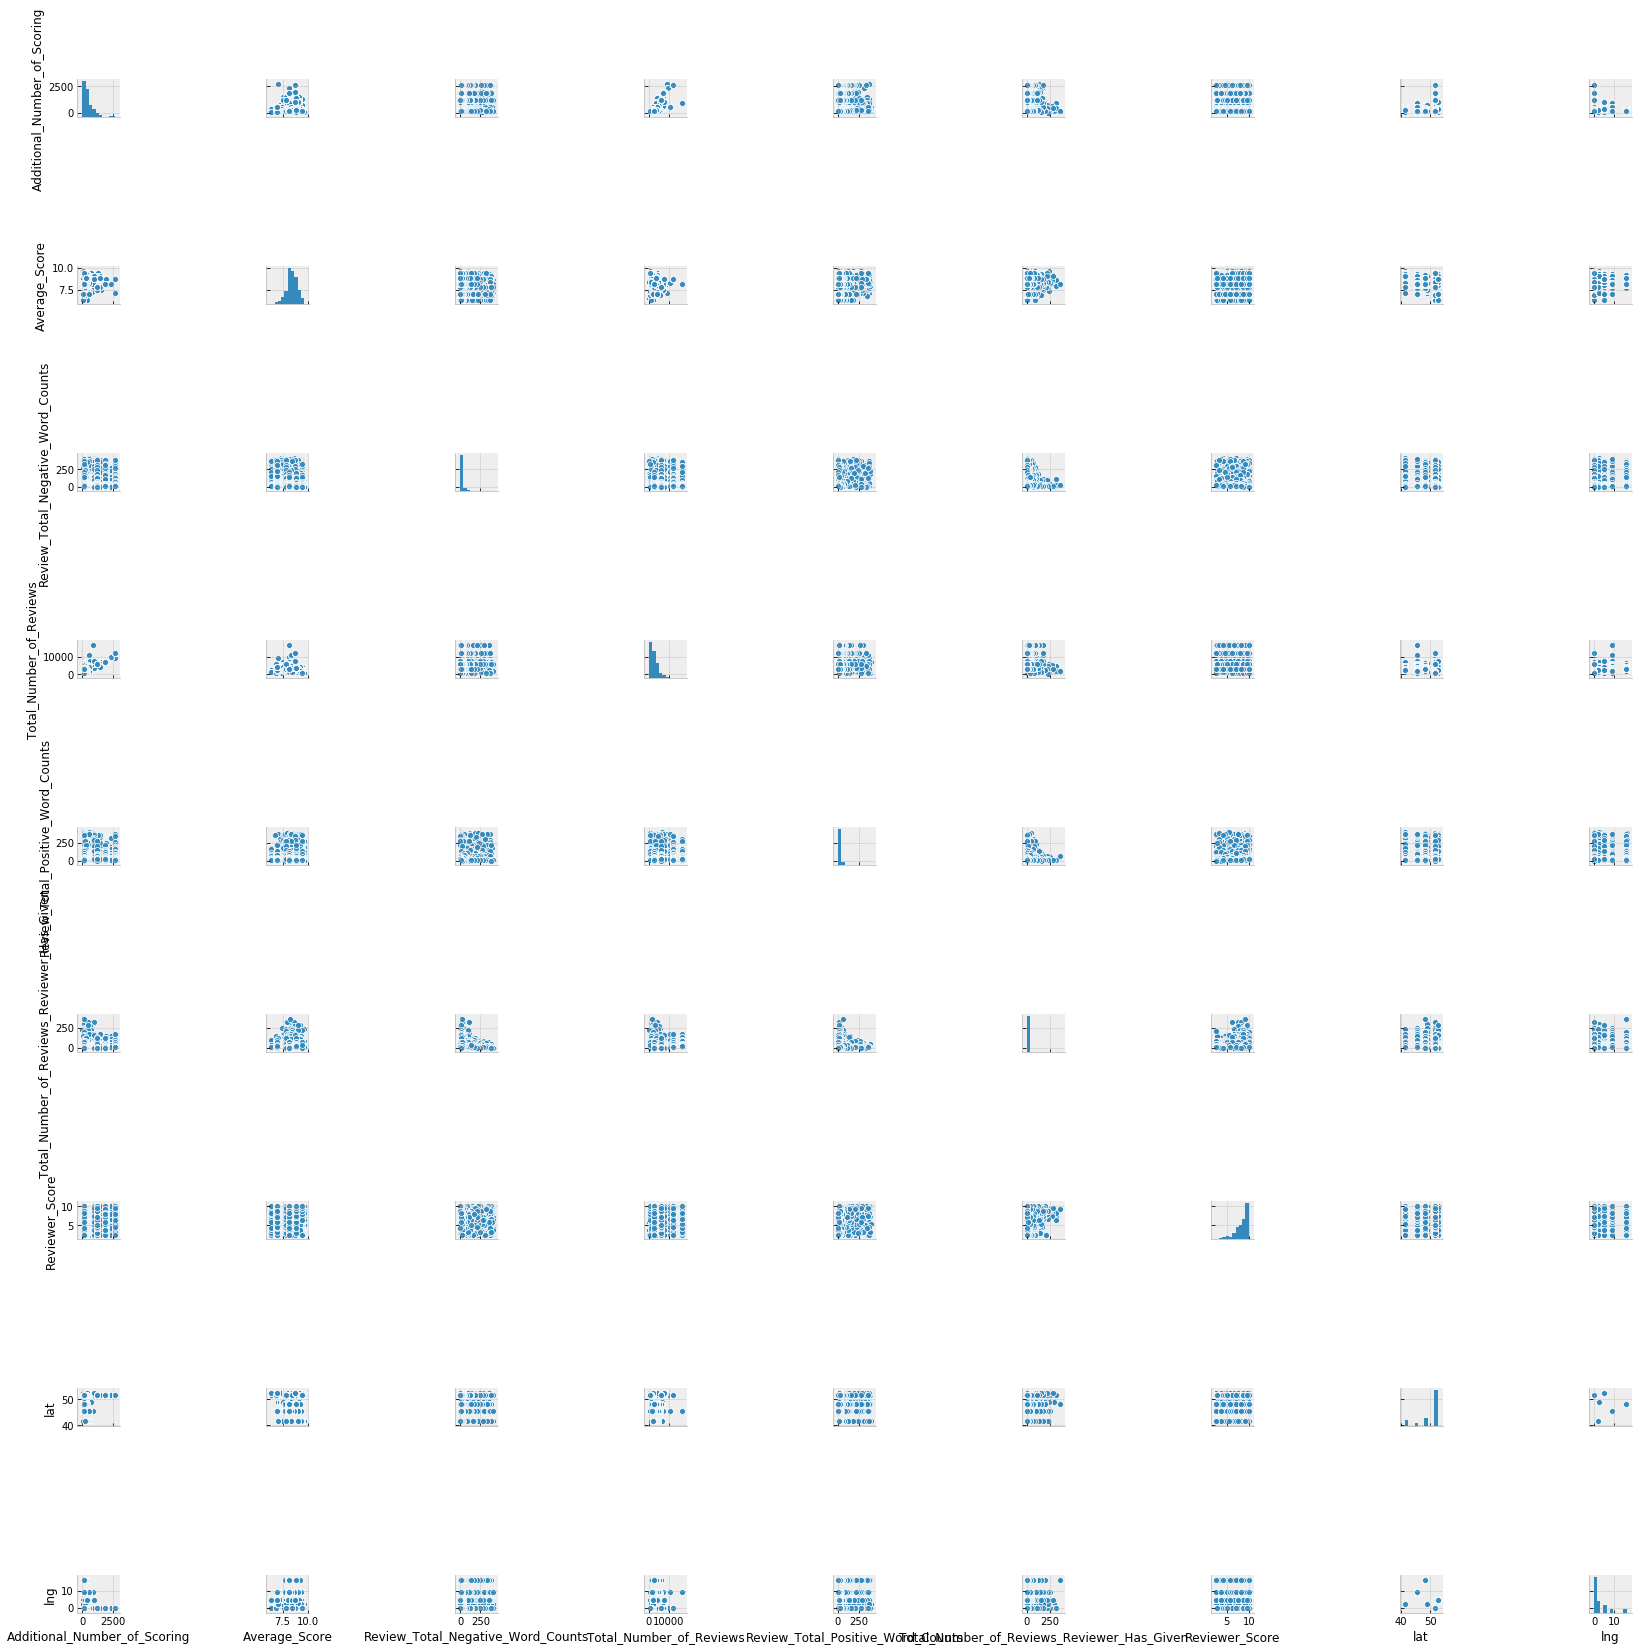 Additional_Number_of_Scoring
2500
0
Average_Score
10.0
7.5
Review_Total_Negative_Word_Counts
250
0
Total_Number_of_Reviews
10000
0
Review_Total_Positive_Word_Counts
250
0
Total_Number_of_Reviews_Reviewer_Has_Given
250
0
Reviewer_Score
10
5
lat
50
40
lng
10
0
0 2500 7.5 10.0 0 250 0 10000 0 250 0 250 5 10 40 50 0 10
Additional_Number_of_Scoring Average_Score Review_Total_Negative_Word_Counts Total_Number_of_Reviews Review_Total_Positive_Word_Counts Total_Number_of_Reviews_Reviewer_Has_Given Reviewer_Score lat lng